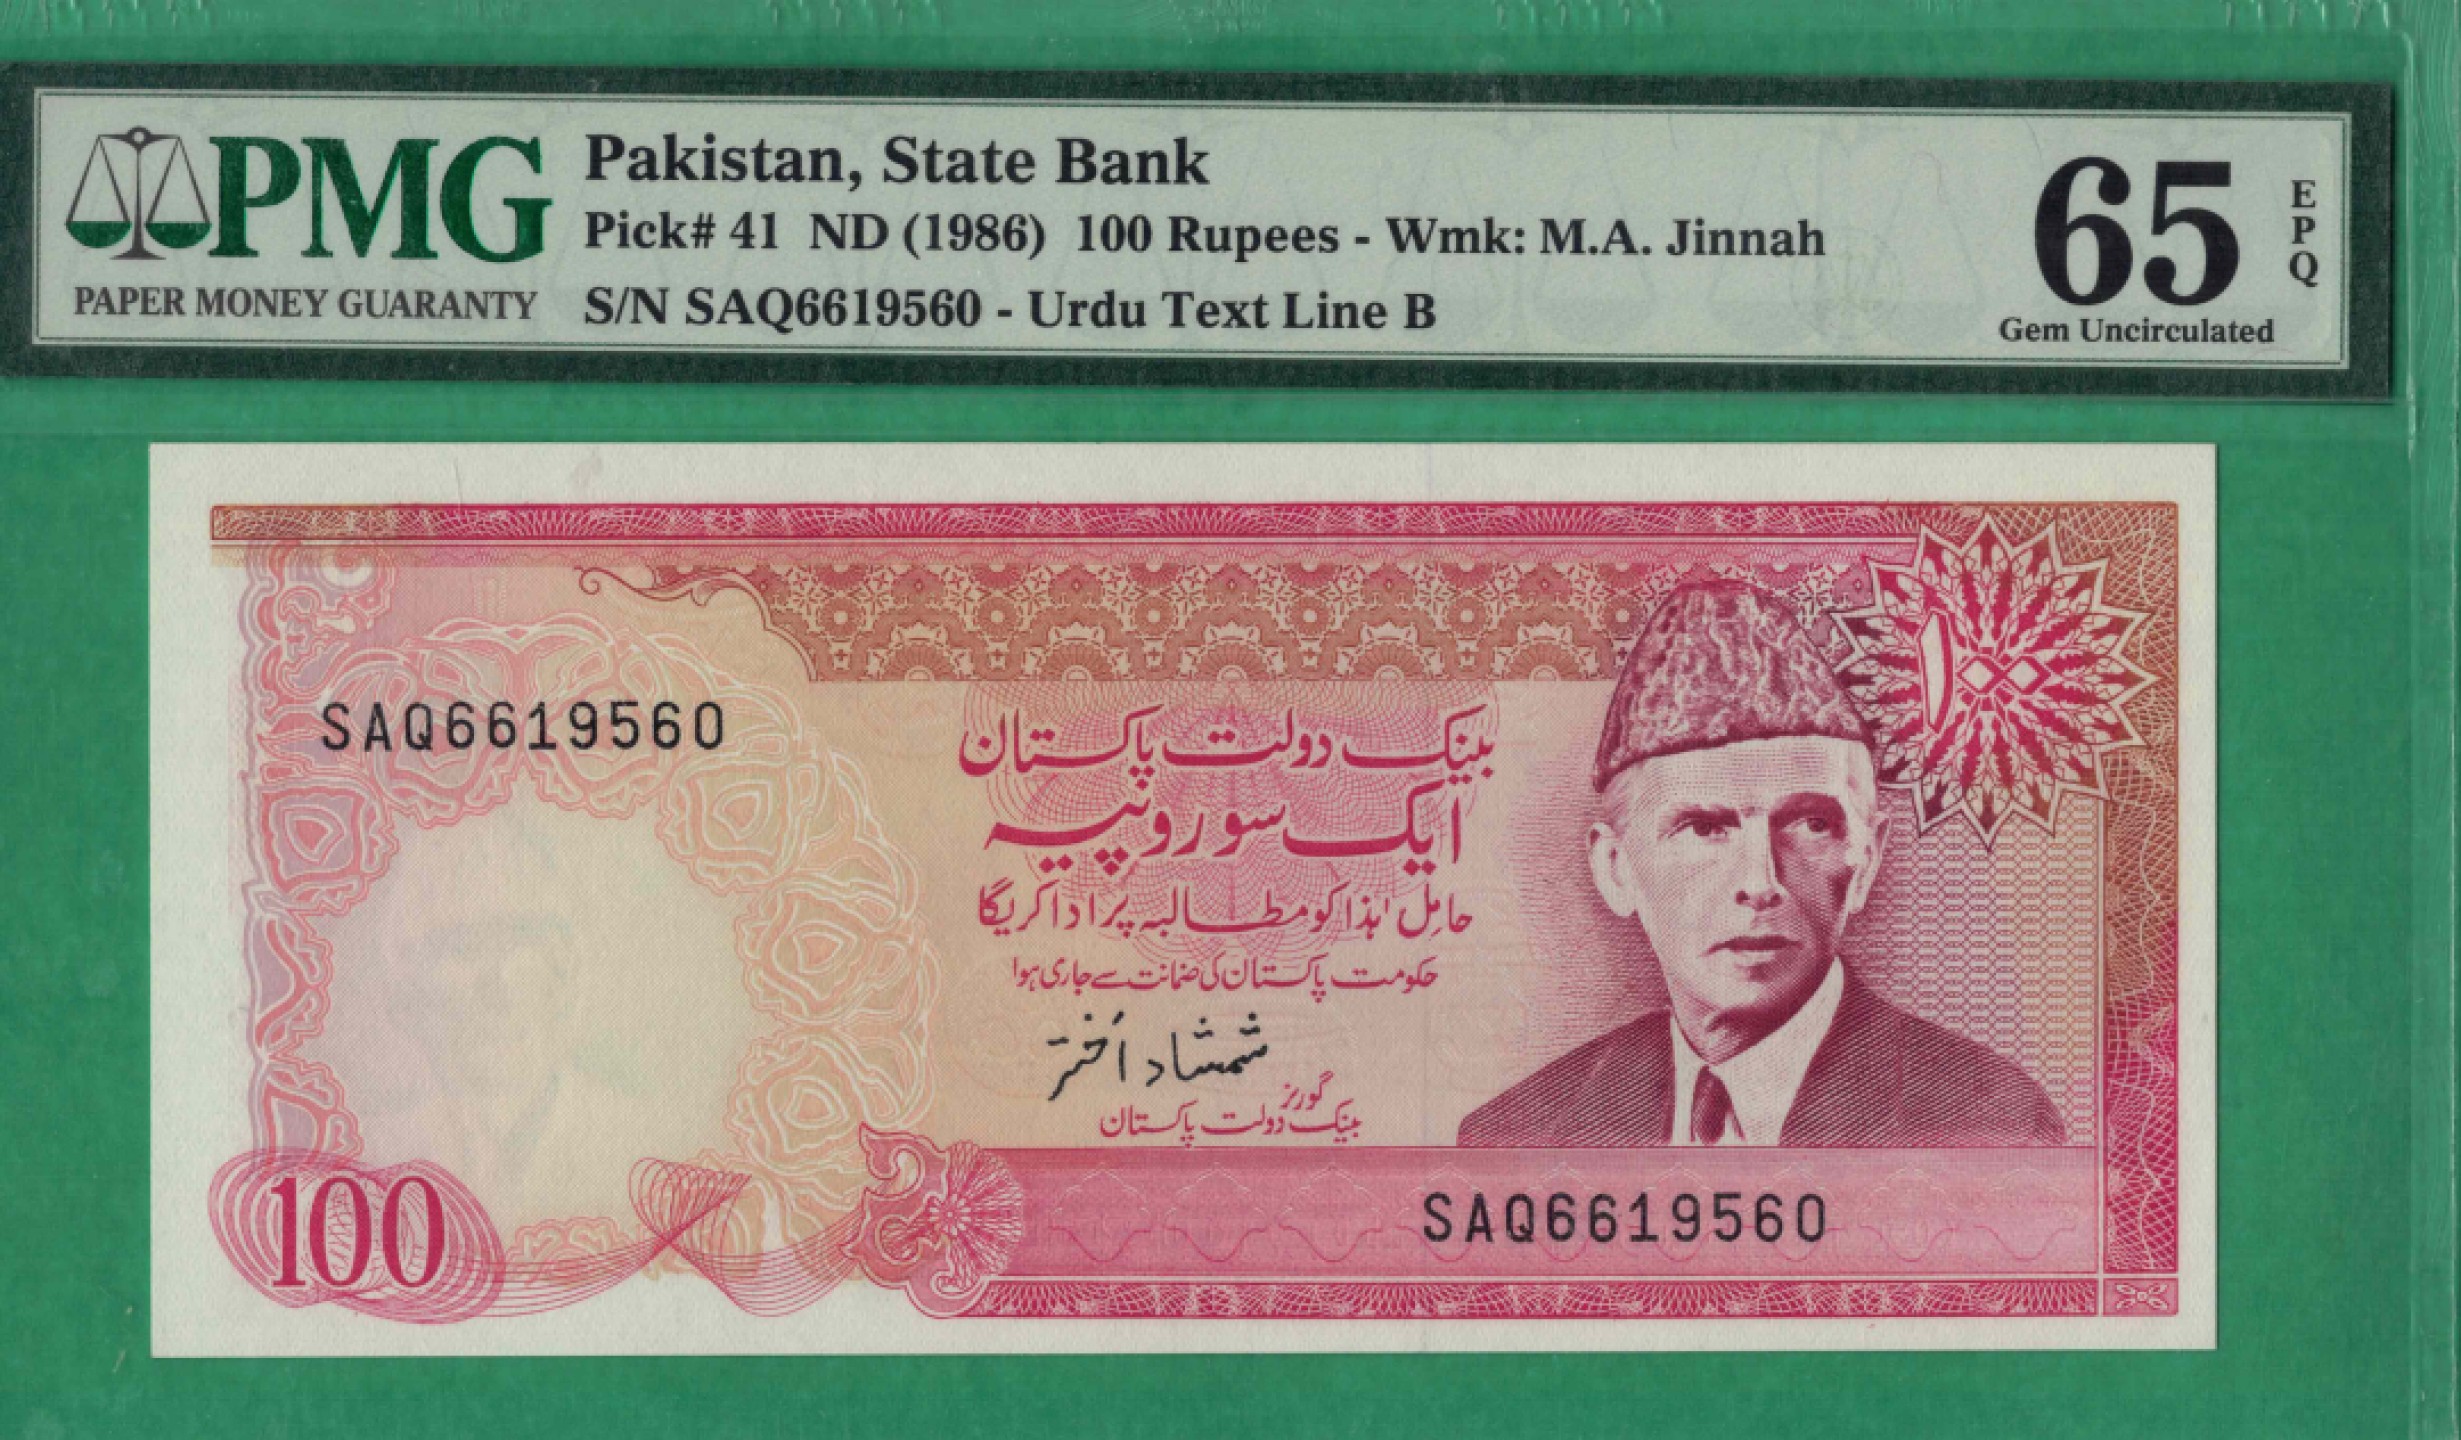 PMG
PAPER MONEY GUARANTY
Pakistan, State Bank
Pick# 41 ND (1986) 100 Rupees - Wmk: M.A. Jinnah
S/N SAQ6619560 - Urdu Text Line B
65
EPQ
Gem Uncirculated
۱۰۰
SAQ6619560
بینک دولت پاکستان
ایک سو روپیہ
حاملِ ہٰذا کو مطالبہ پر ادا کریگا
حکومت پاکستان کی ضمانت سے جاری ہوا
شمشاد اختر
گورنر
بینک دولت پاکستان
100
SAQ6619560